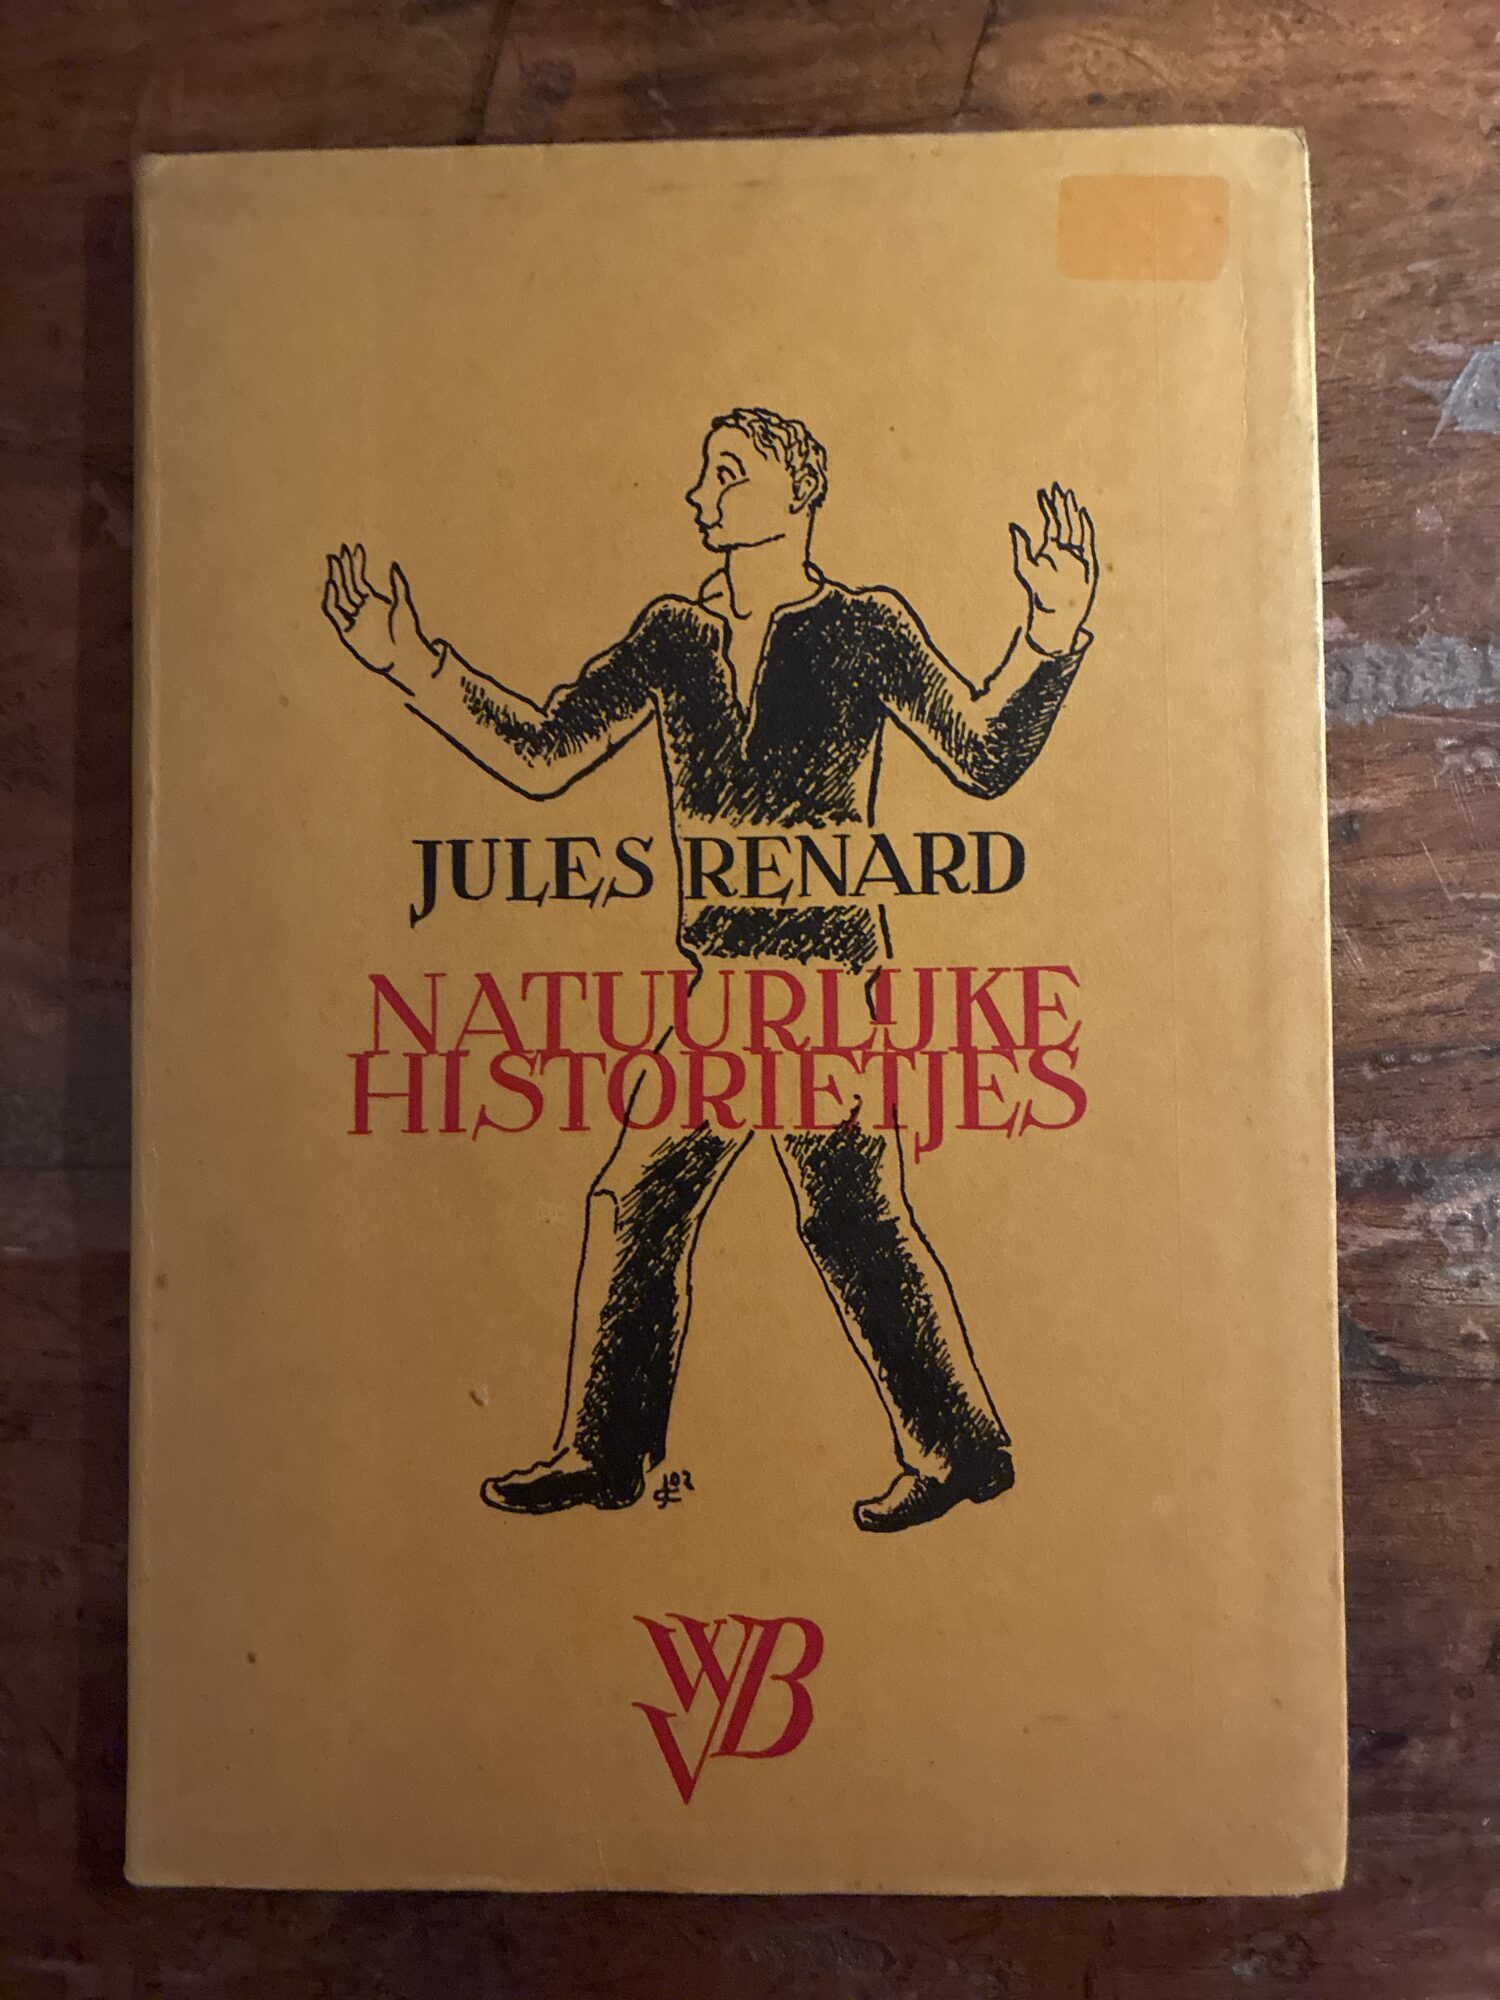 JULES RENARD
NATUURLIJKE
HISTORIETJES
WB
V